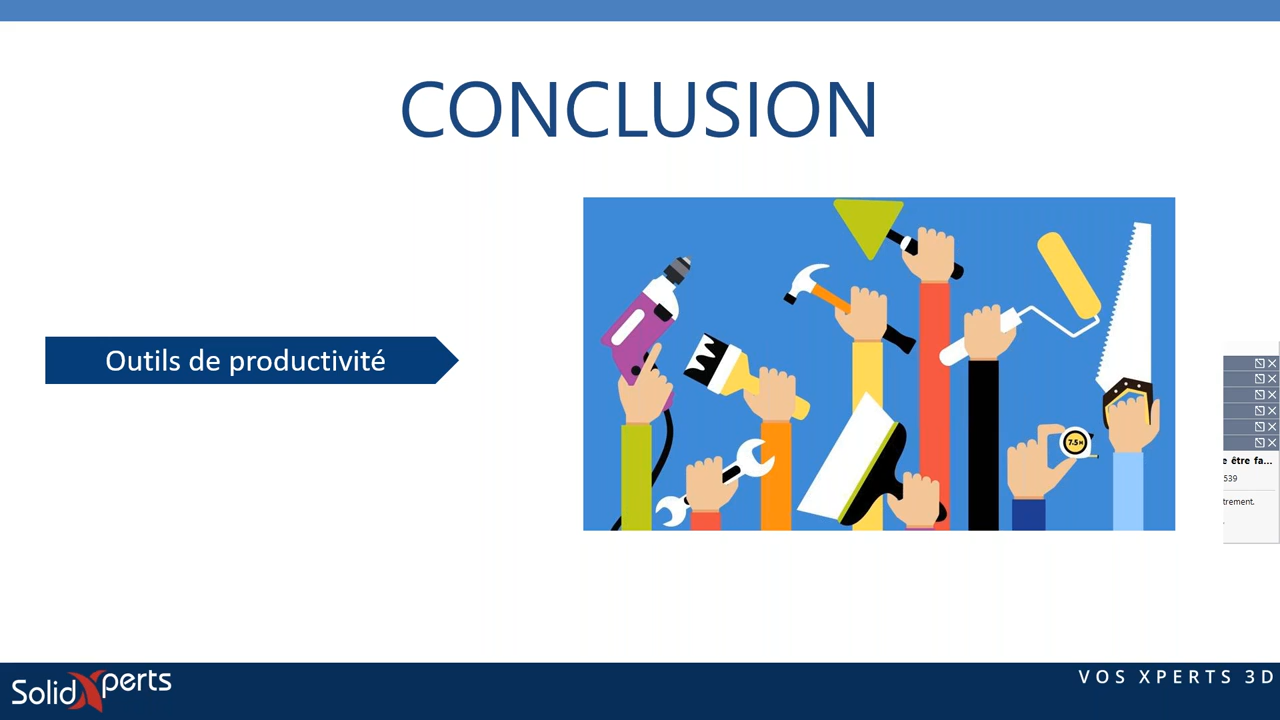 CONCLUSION
Outils de productivité
7.5M
e être fa...
539
trement.
SolidXperts
VOS XPERTS 3D